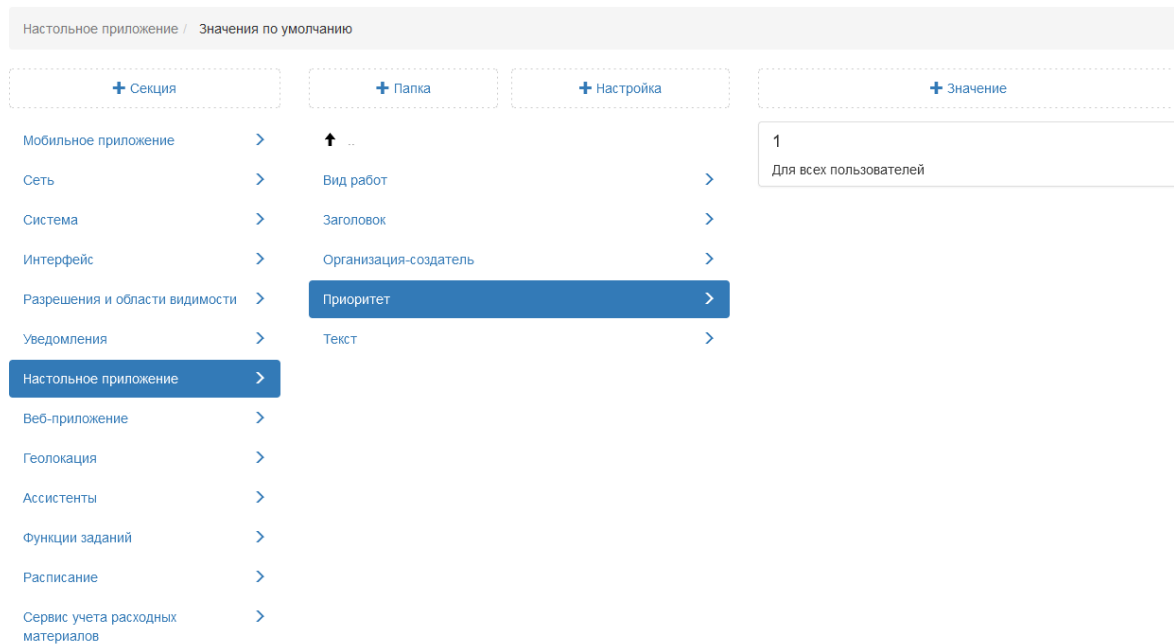 Настольное приложение / Значения по умолчанию
+ Секция
+ Папка
+ Настройка
+ Значение
Мобильное приложение
Сеть
Система
Интерфейс
Разрешения и области видимости
Уведомления
Настольное приложение
Веб-приложение
Геолокация
Ассистенты
Функции заданий
Расписание
Сервис учета расходных
материалов
..
Вид работ
Заголовок
Организация-создатель
Приоритет
Текст
1
Для всех пользователей